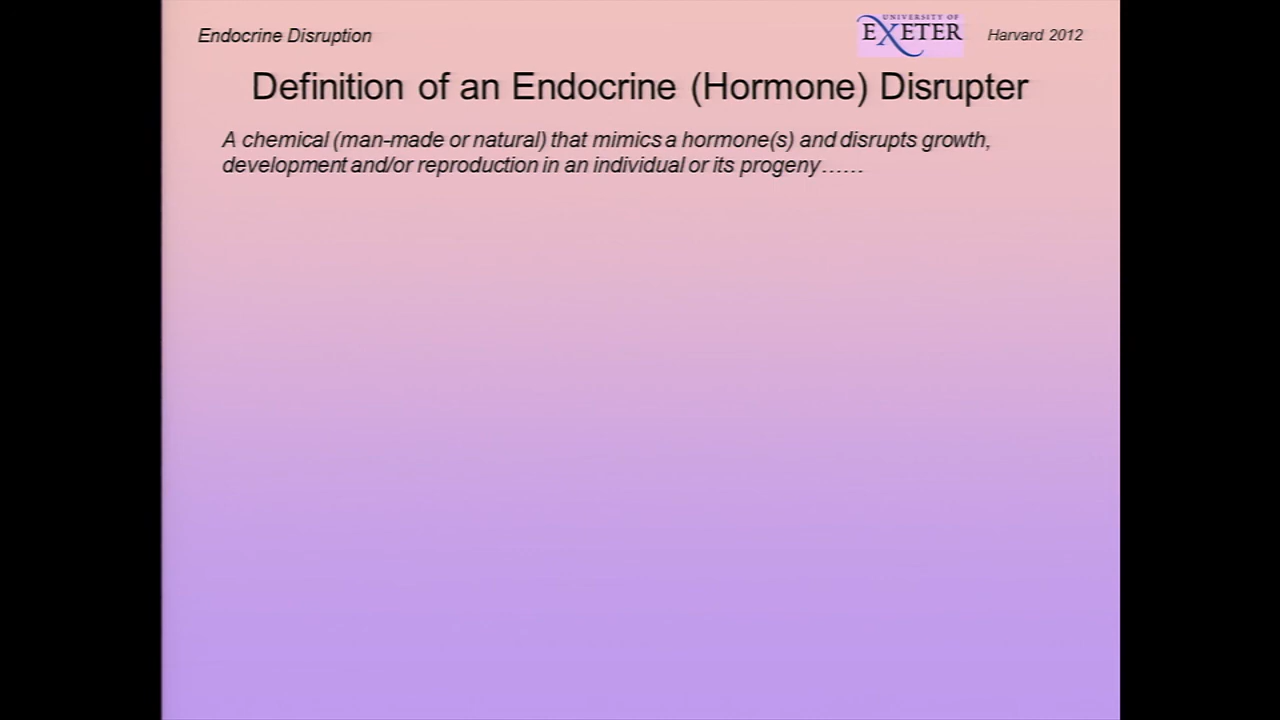 Endocrine Disruption
UNIVERSITY OF
EXETER
Harvard 2012
Definition of an Endocrine (Hormone) Disrupter
A chemical (man-made or natural) that mimics a hormone(s) and disrupts growth,
development and/or reproduction in an individual or its progeny……